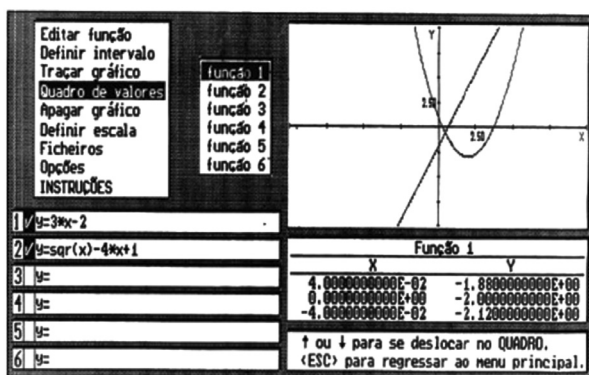 Editar função
Definir intervalo
Traçar gráfico
Quadro de valores
Apagar gráfico
Definir escala
Ficheiros
Opções
INSTRUÇÕES
função 1
função 2
função 3
função 4
função 5
função 6
Y
2.50
2.50
X
1 √ y=3*x-2
2 √ y=sqr(x)-4*x+1
3 y=
4 y=
5 y=
6 y=
Função 1
X Y
4.0000000000E-02 -1.8800000000E+00
0.0000000000E+00 -2.0000000000E+00
-4.0000000000E-02 -2.1200000000E+00
↑ ou ↓ para se deslocar no QUADRO.
<ESC> para regressar ao menu principal.